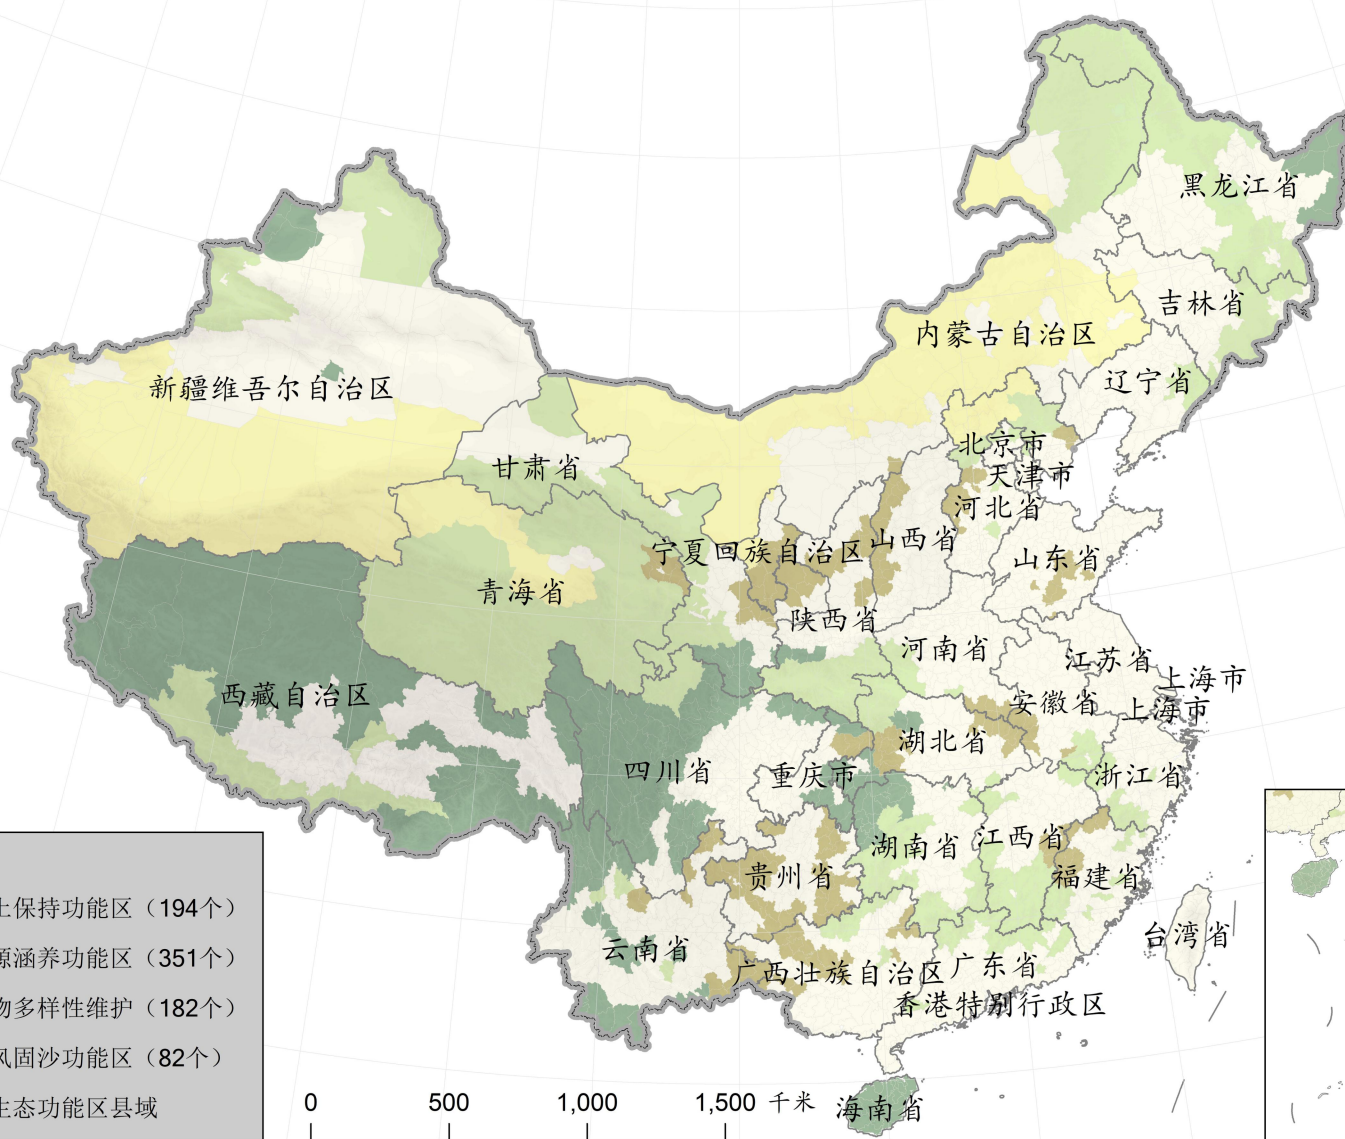 黑龙江省
吉林省
内蒙古自治区
辽宁省
新疆维吾尔自治区
北京市
甘肃省
天津市
河北省
宁夏回族自治区
山西省
山东省
青海省
陕西省
河南省
江苏省
上海市
西藏自治区
安徽省
上海市
湖北省
四川省
重庆市
浙江省
湖南省
江西省
贵州省
福建省
台湾省
云南省
广西壮族自治区
广东省
香港特别行政区
海南省
土保持功能区（194个）
源涵养功能区（351个）
物多样性维护（182个）
风固沙功能区（82个）
生态功能区县域
0 500 1,000 1,500 千米